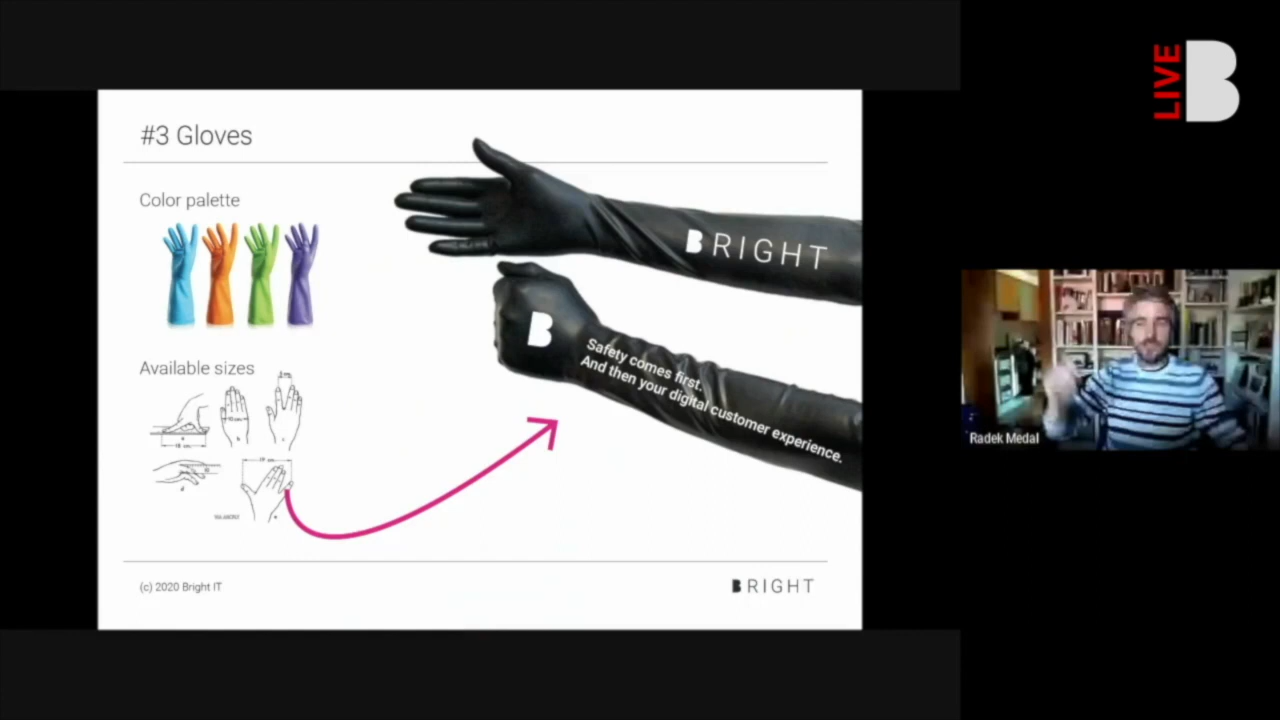 #3 Gloves
Color palette
Available sizes
BRIGHT
B
Safety comes first.
And then your digital customer experience.
(c) 2020 Bright IT
BRIGHT
LIVE B
Radek Medal